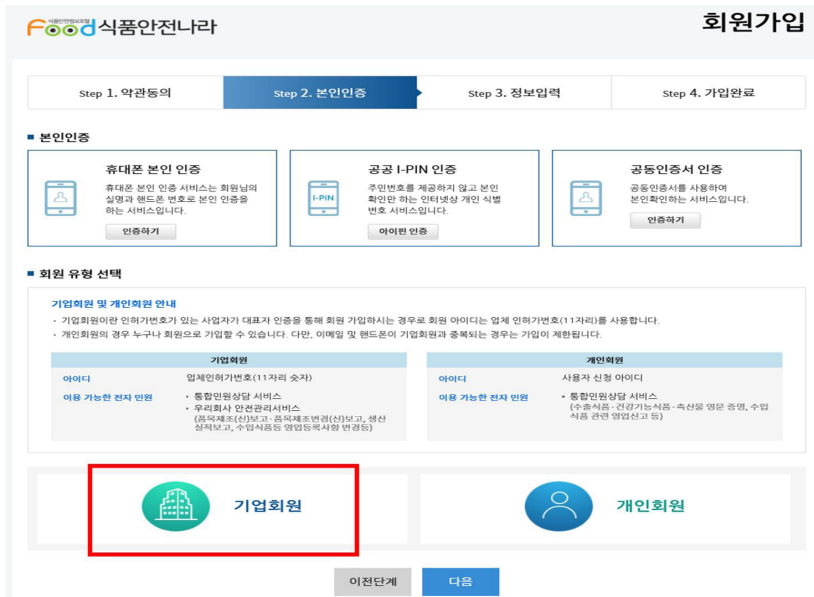 식품안전정보포털
Food 식품안전나라
회원가입
Step 1. 약관동의
Step 2. 본인인증
Step 3. 정보입력
Step 4. 가입완료
본인인증
휴대폰 본인 인증
휴대폰 본인 인증 서비스는 회원님의
실명과 핸드폰 번호로 본인 인증을
하는 서비스입니다.
인증하기
I-PIN
공공 I-PIN 인증
주민번호를 제공하지 않고 본인
확인만 하는 인터넷상 개인 식별
번호 서비스입니다.
아이핀 인증
공동인증서 인증
공동인증서를 사용하여
본인확인하는 서비스입니다.
인증하기
회원 유형 선택
기업회원 및 개인회원 안내
· 기업회원이란 인허가번호가 있는 사업자가 대표자 인증을 통해 회원 가입하시는 경우로 회원 아이디는 업체 인허가번호(11자리)를 사용합니다.
· 개인회원의 경우 누구나 회원으로 가입할 수 있습니다. 다만, 이메일 및 핸드폰이 기업회원과 중복되는 경우는 가입이 제한됩니다.
기업회원
아이디
업체인허가번호(11자리 숫자)
이용 가능한 전자 민원
• 통합민원상담 서비스
• 우리회사 안전관리서비스
(품목제조(신)보고·품목제조변경(신)보고, 생산
실적보고, 수입식품등 영업등록사항 변경등)
개인회원
아이디
사용자 신청 아이디
이용 가능한 전자 민원
• 통합민원상담 서비스
(수출식품·건강기능식품·축산물 영문 증명, 수입
식품 관련 영업신고 등)
기업회원
개인회원
이전단계
다음